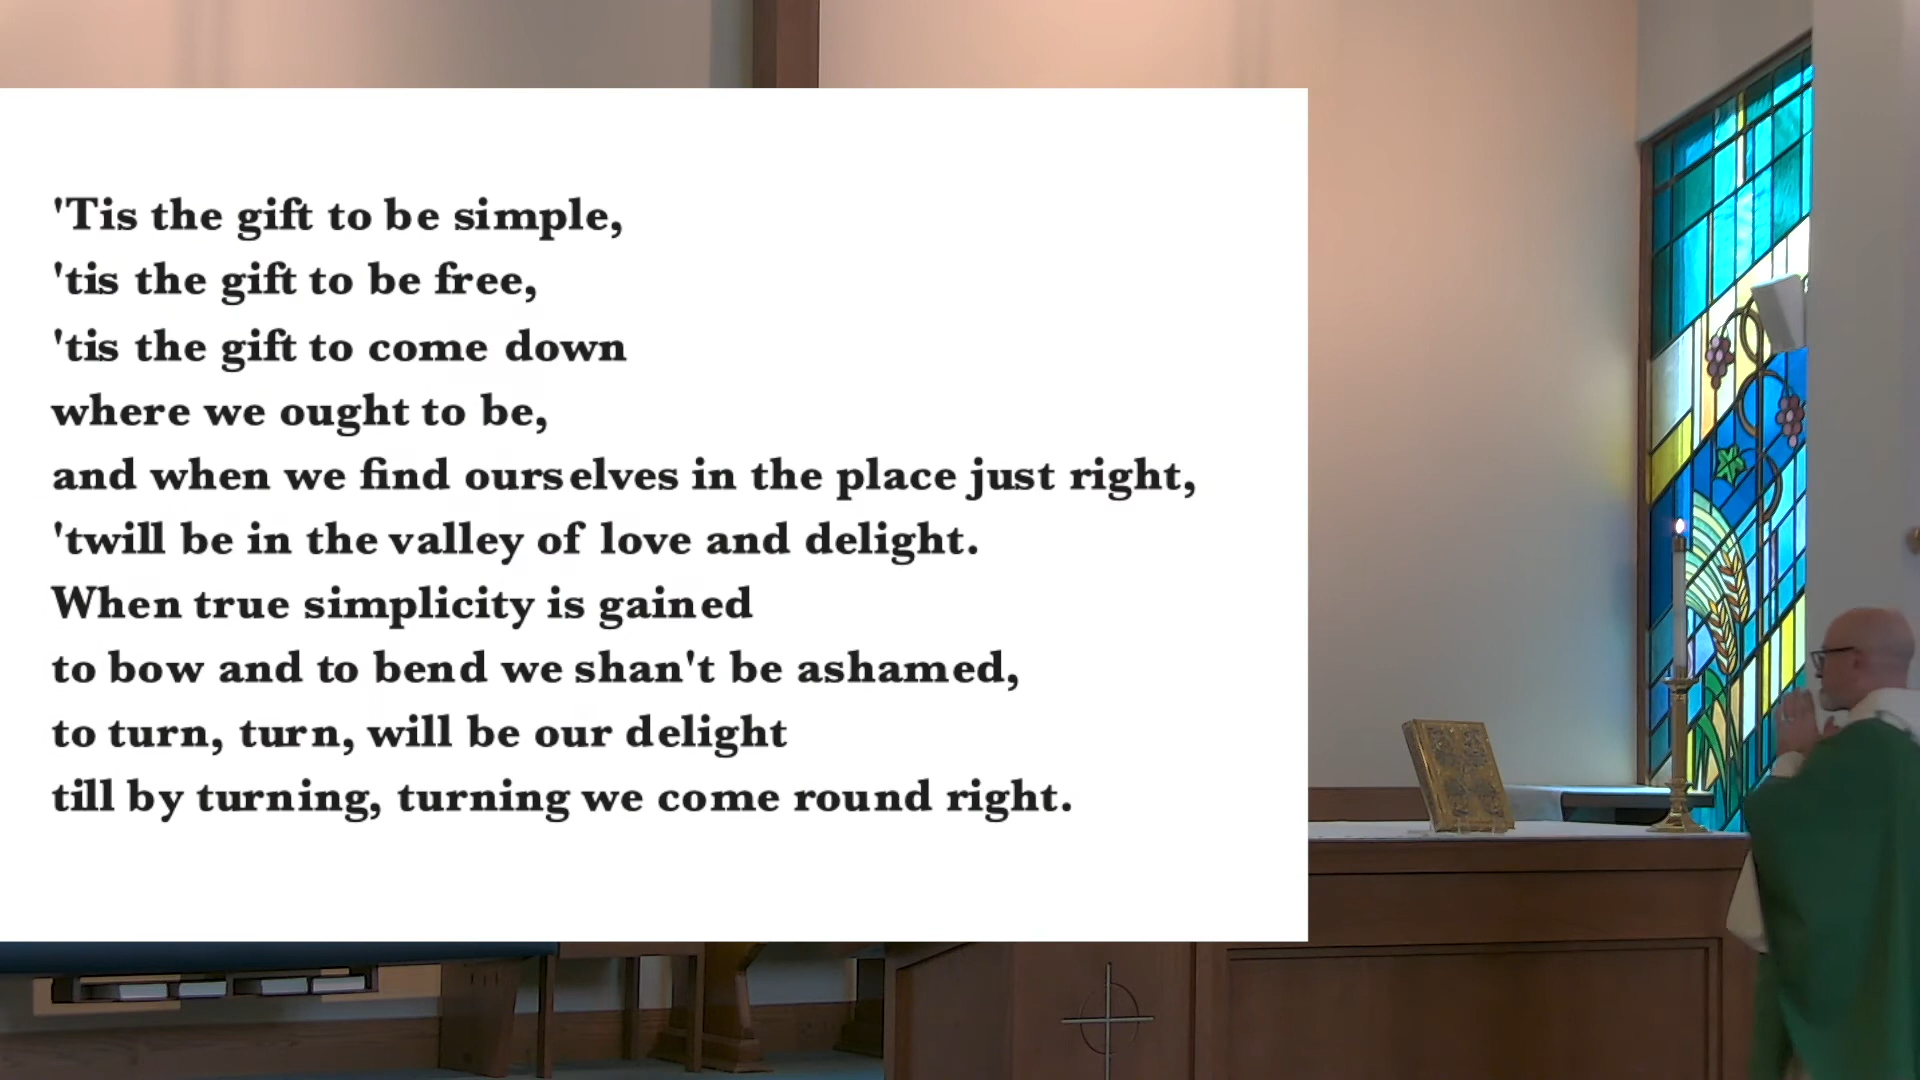 'Tis the gift to be simple,
'tis the gift to be free,
'tis the gift to come down
where we ought to be,
and when we find ourselves in the place just right,
'twill be in the valley of love and delight.
When true simplicity is gained
to bow and to bend we shan't be ashamed,
to turn, turn, will be our delight
till by turning, turning we come round right.